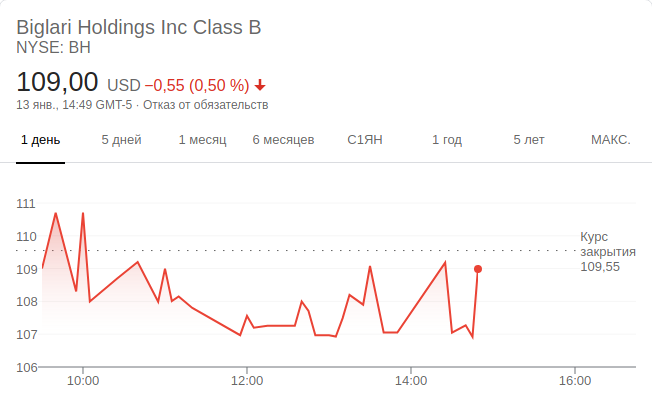 Biglari Holdings Inc Class B
NYSE: BH
109,00 USD −0,55 (0,50 %)
13 янв., 14:49 GMT-5 · Отказ от обязательств
1 день 5 дней 1 месяц 6 месяцев С1ЯН 1 год 5 лет МАКС.
111
110
109
108
107
106
Курс
закрытия
109,55
10:00 12:00 14:00 16:00